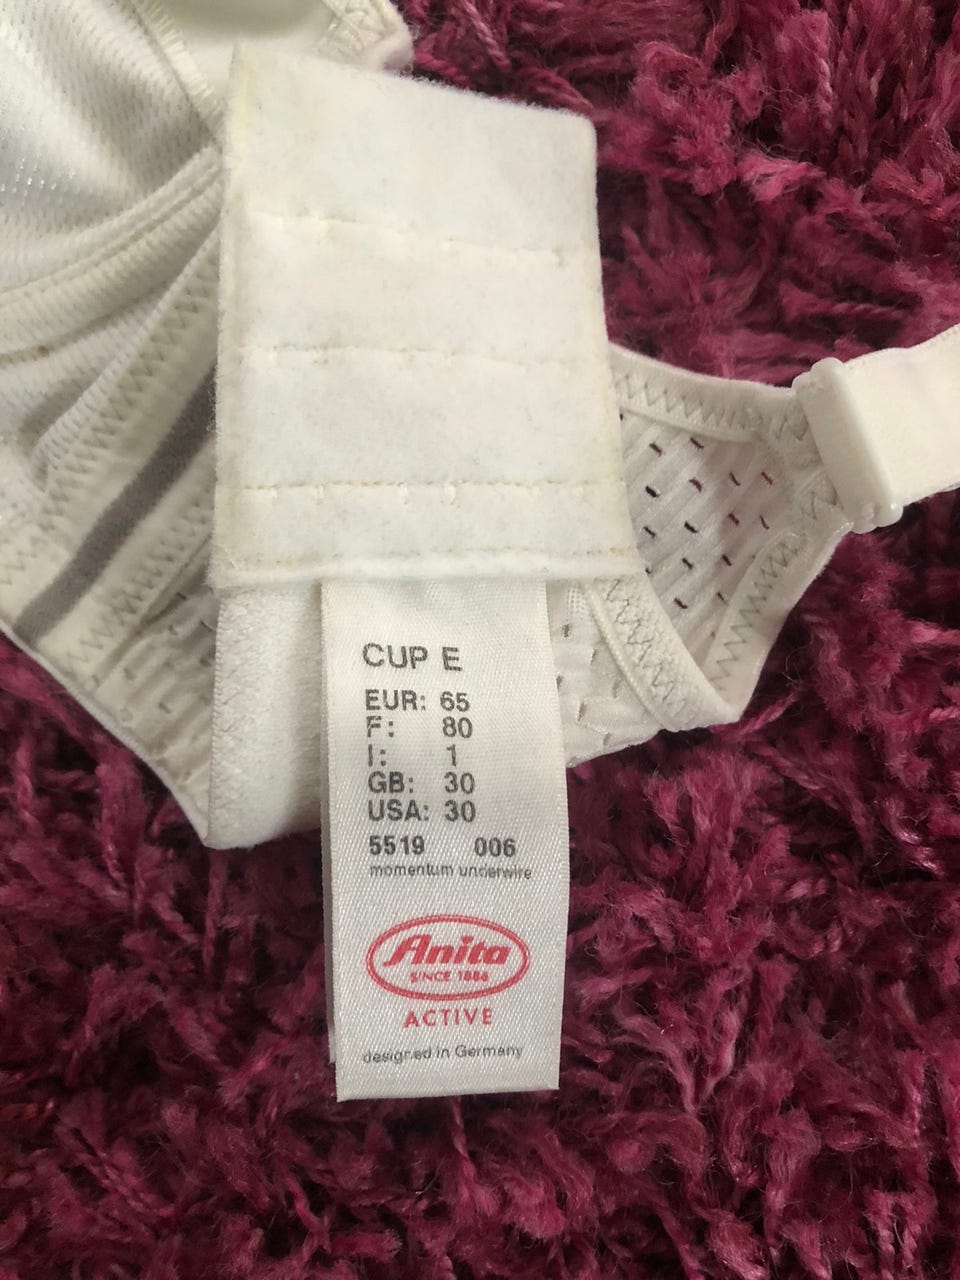 CUP E
EUR: 65
F: 80
I: 1
GB: 30
USA: 30
5519 006
momentum underwire
Anita
SINCE 1886
ACTIVE
designed in Germany